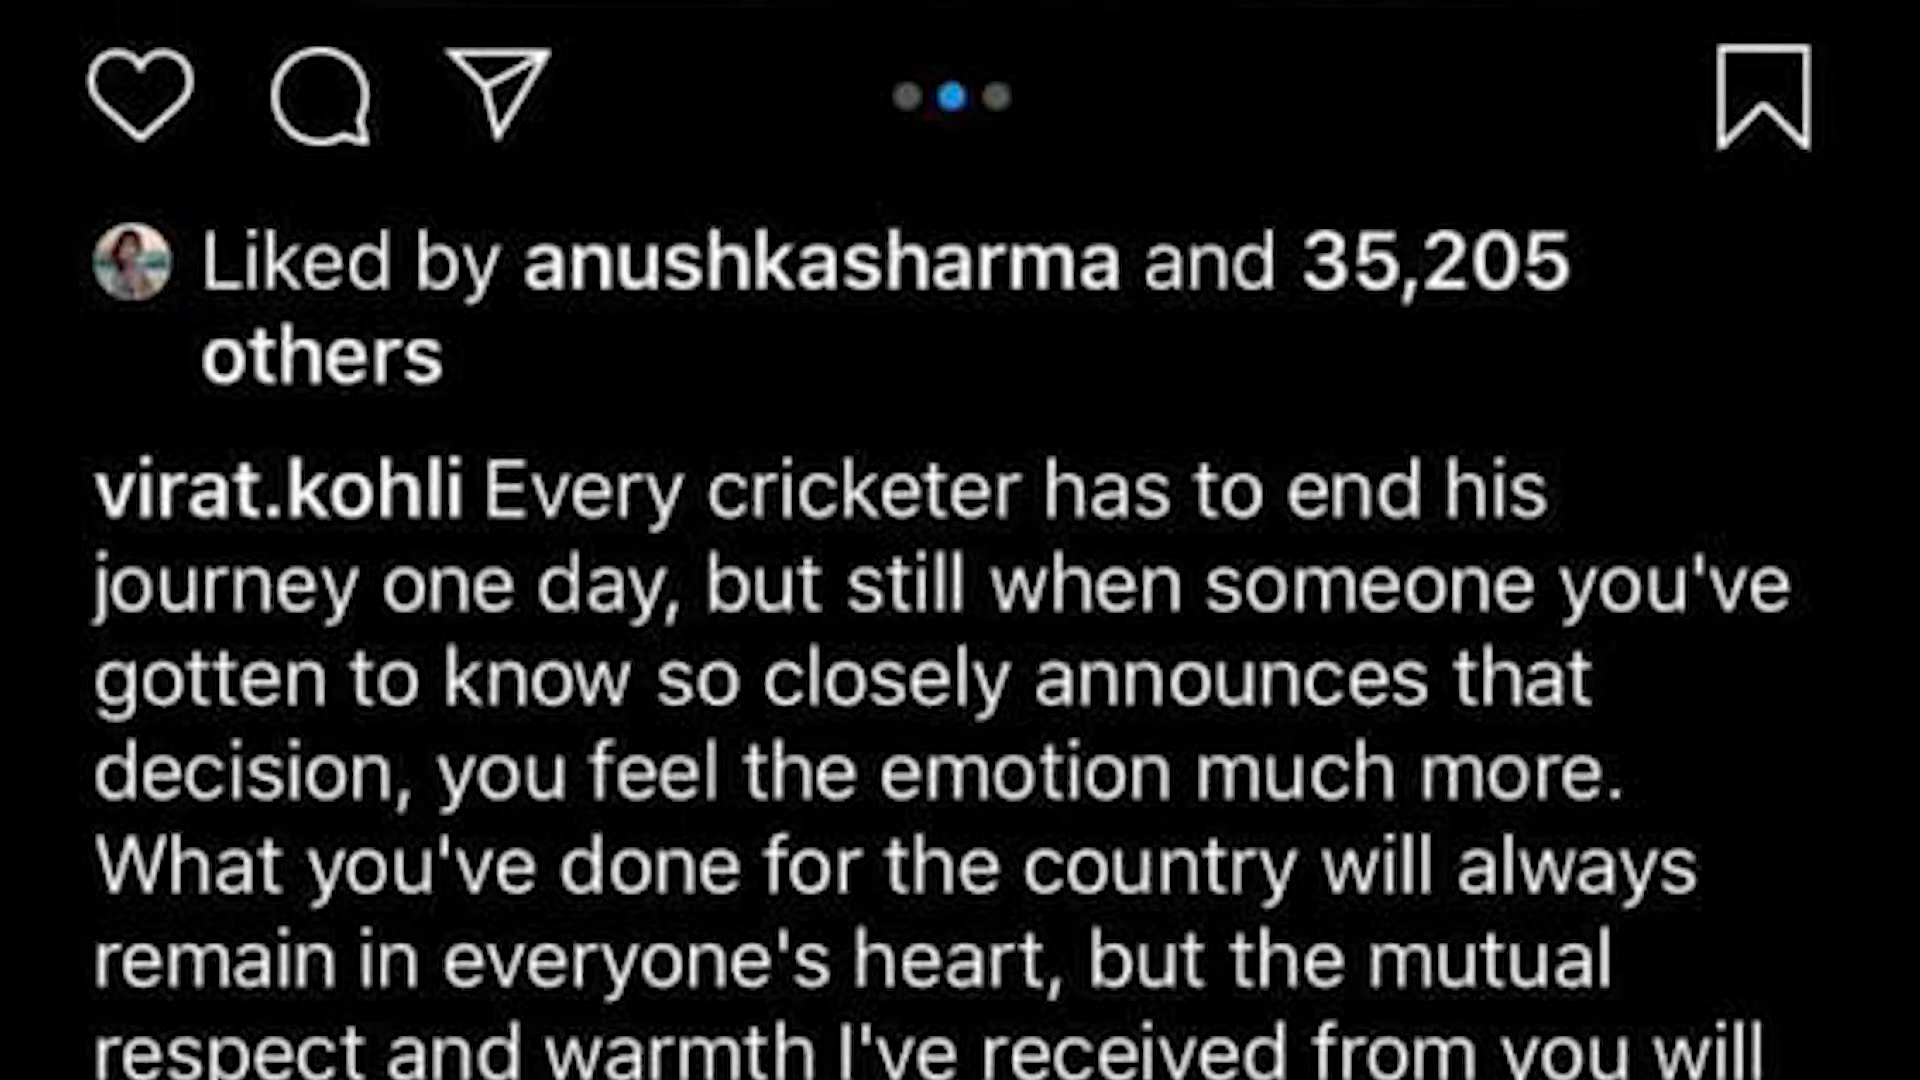 Liked by anushkasharma and 35,205
others
virat.kohli Every cricketer has to end his
journey one day, but still when someone you've
gotten to know so closely announces that
decision, you feel the emotion much more.
What you've done for the country will always
remain in everyone's heart, but the mutual
respect and warmth I've received from you will